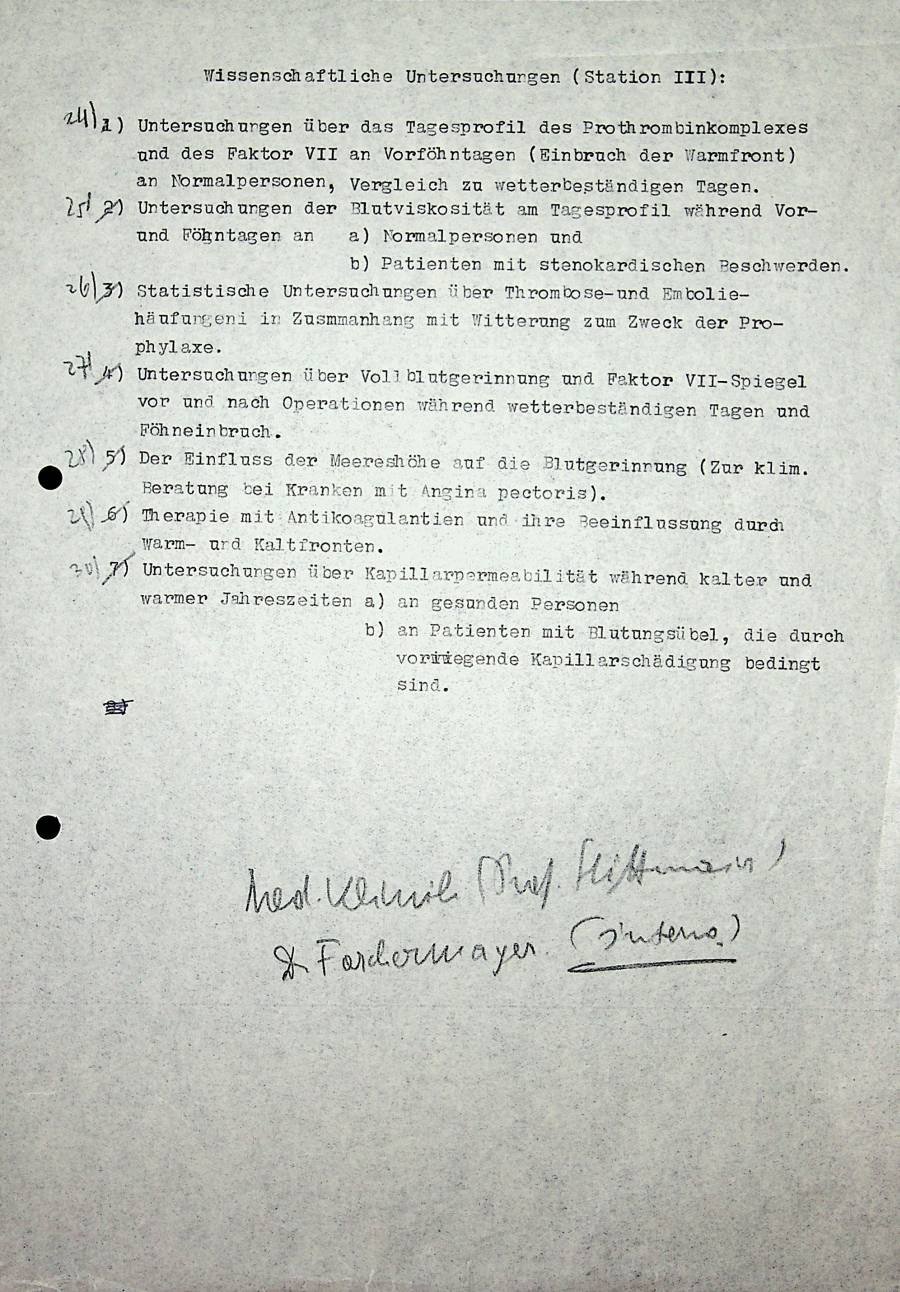 Wissenschaftliche Untersuchungen (Station III):
24) 1) Untersuchungen über das Tagesprofil des Prothrombinkomplexes
und des Faktor VII an Vorföhntagen (Einbruch der Warmfront)
an Normalpersonen, Vergleich zu wetterbeständigen Tagen.
25) 2) Untersuchungen der Blutviskosität am Tagesprofil während Vor-
und Föhntagen an a) Normalpersonen und
b) Patienten mit stenokardischen Beschwerden.
26) 3) Statistische Untersuchungen über Thrombose-und Embolie-
häufungeni in Zusmmanhang mit Witterung zum Zweck der Pro-
phylaxe.
27) 4) Untersuchungen über Vollblutgerinnung und Faktor VII-Spiegel
vor und nach Operationen während wetterbeständigen Tagen und
Föhneinbruch.
28) 5) Der Einfluss der Meereshöhe auf die Blutgerinnung (Zur klim.
Beratung bei Kranken mit Angina pectoris).
29) 6) Therapie mit Antikoagulantien und ihre Beeinflussung durch
Warm- und Kaltfronten.
30) 7) Untersuchungen über Kapillarpermeabilität während kalter und
warmer Jahreszeiten a) an gesunden Personen
b) an Patienten mit Blutungsübel, die durch
vorwiegende Kapillarschädigung bedingt
sind.
Med. Klinik (Prof. Hittmair)
Dr. (Interna)